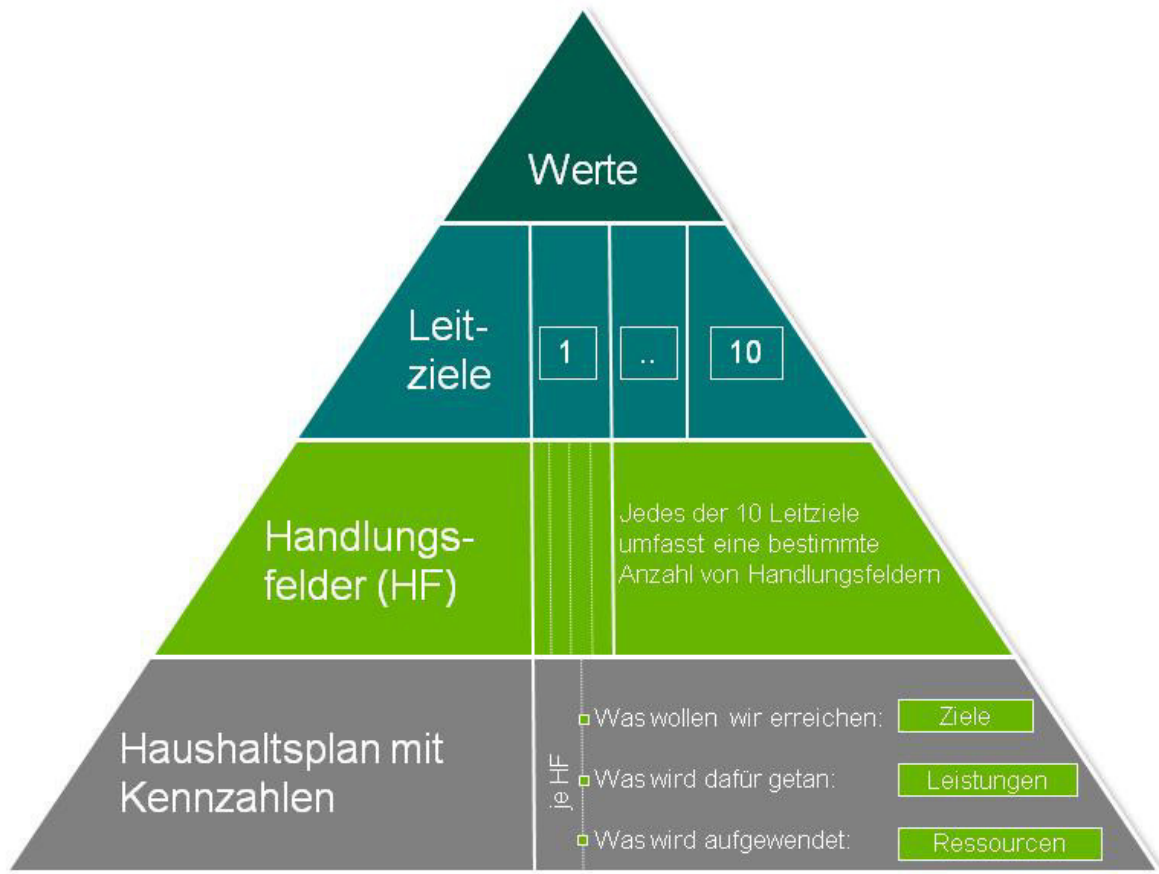 Werte
Leit-
ziele
1
..
10
Handlungs-
felder (HF)
Jedes der 10 Leitziele
umfasst eine bestimmte
Anzahl von Handlungsfeldern
Haushaltsplan mit
Kennzahlen
je HF
Was wollen wir erreichen:
Ziele
Was wird dafür getan:
Leistungen
Was wird aufgewendet:
Ressourcen